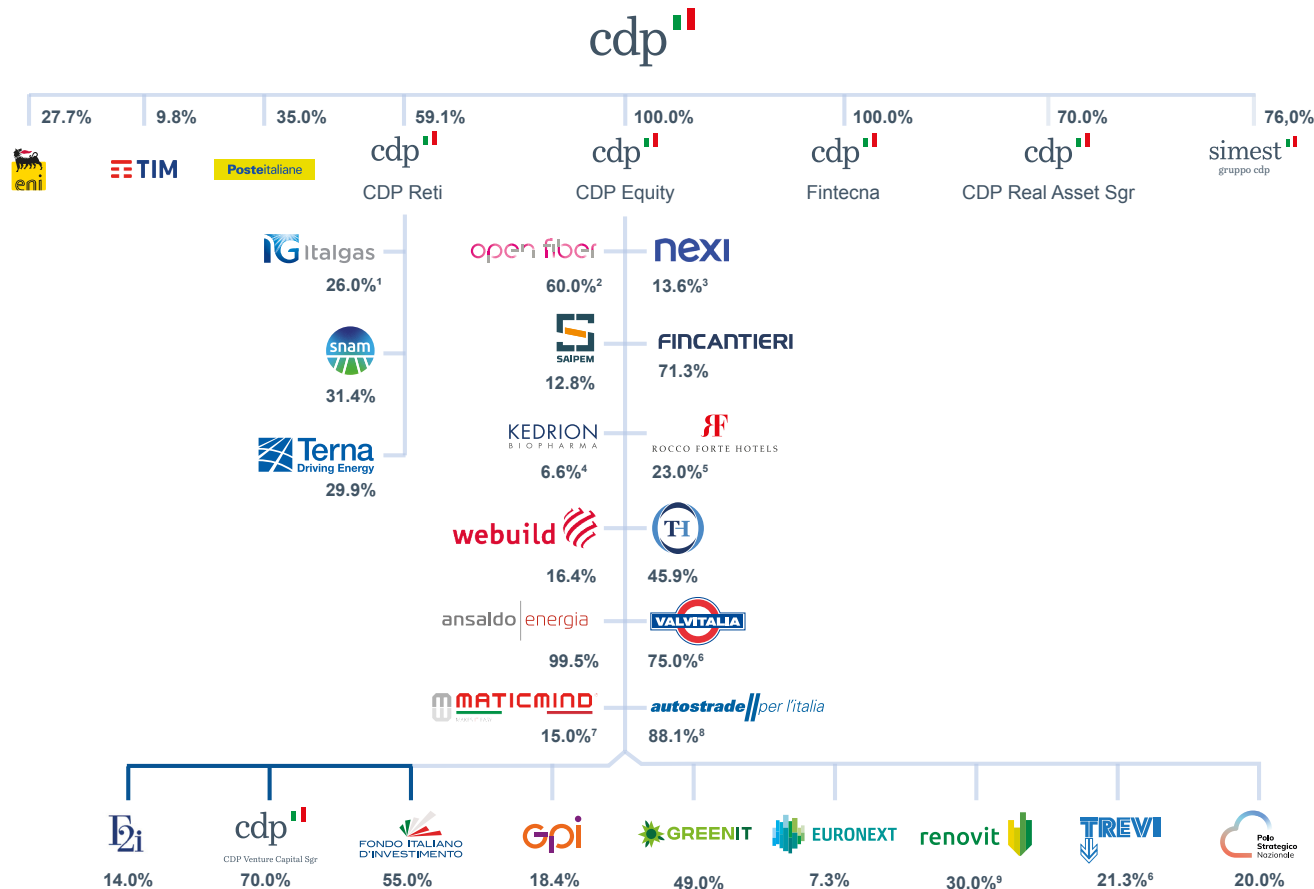 cdp
27.7% 9.8% 35.0% 59.1% 100.0% 100.0% 70.0% 76,0%
eni TIM Posteitaliane cdp cdp cdp cdp simest
gruppo cdp
CDP Reti CDP Equity Fintecna CDP Real Asset Sgr
IG Italgas open fiber nexi
26.0%¹ 60.0%² 13.6%³
snam SAIPEM FINCANTIERI
31.4% 12.8% 71.3%
KEDRION
BIOPHARMA
RF
ROCCO FORTE HOTELS
Terna
Driving Energy
6.6%⁴ 23.0%⁵
29.9%
webuild TH
16.4% 45.9%
ansaldo energia VALVITALIA
99.5% 75.0%⁶
MATICMIND autostrade per l'italia
15.0%⁷ 88.1%⁸
F2i cdp
CDP Venture Capital Sgr
FONDO ITALIANO
D'INVESTIMENTO
Gpi GREENIT EURONEXT renovit TREVI
Polo
Strategico
Nazionale
14.0% 70.0% 55.0% 18.4% 49.0% 7.3% 30.0%⁹ 21.3%⁶ 20.0%